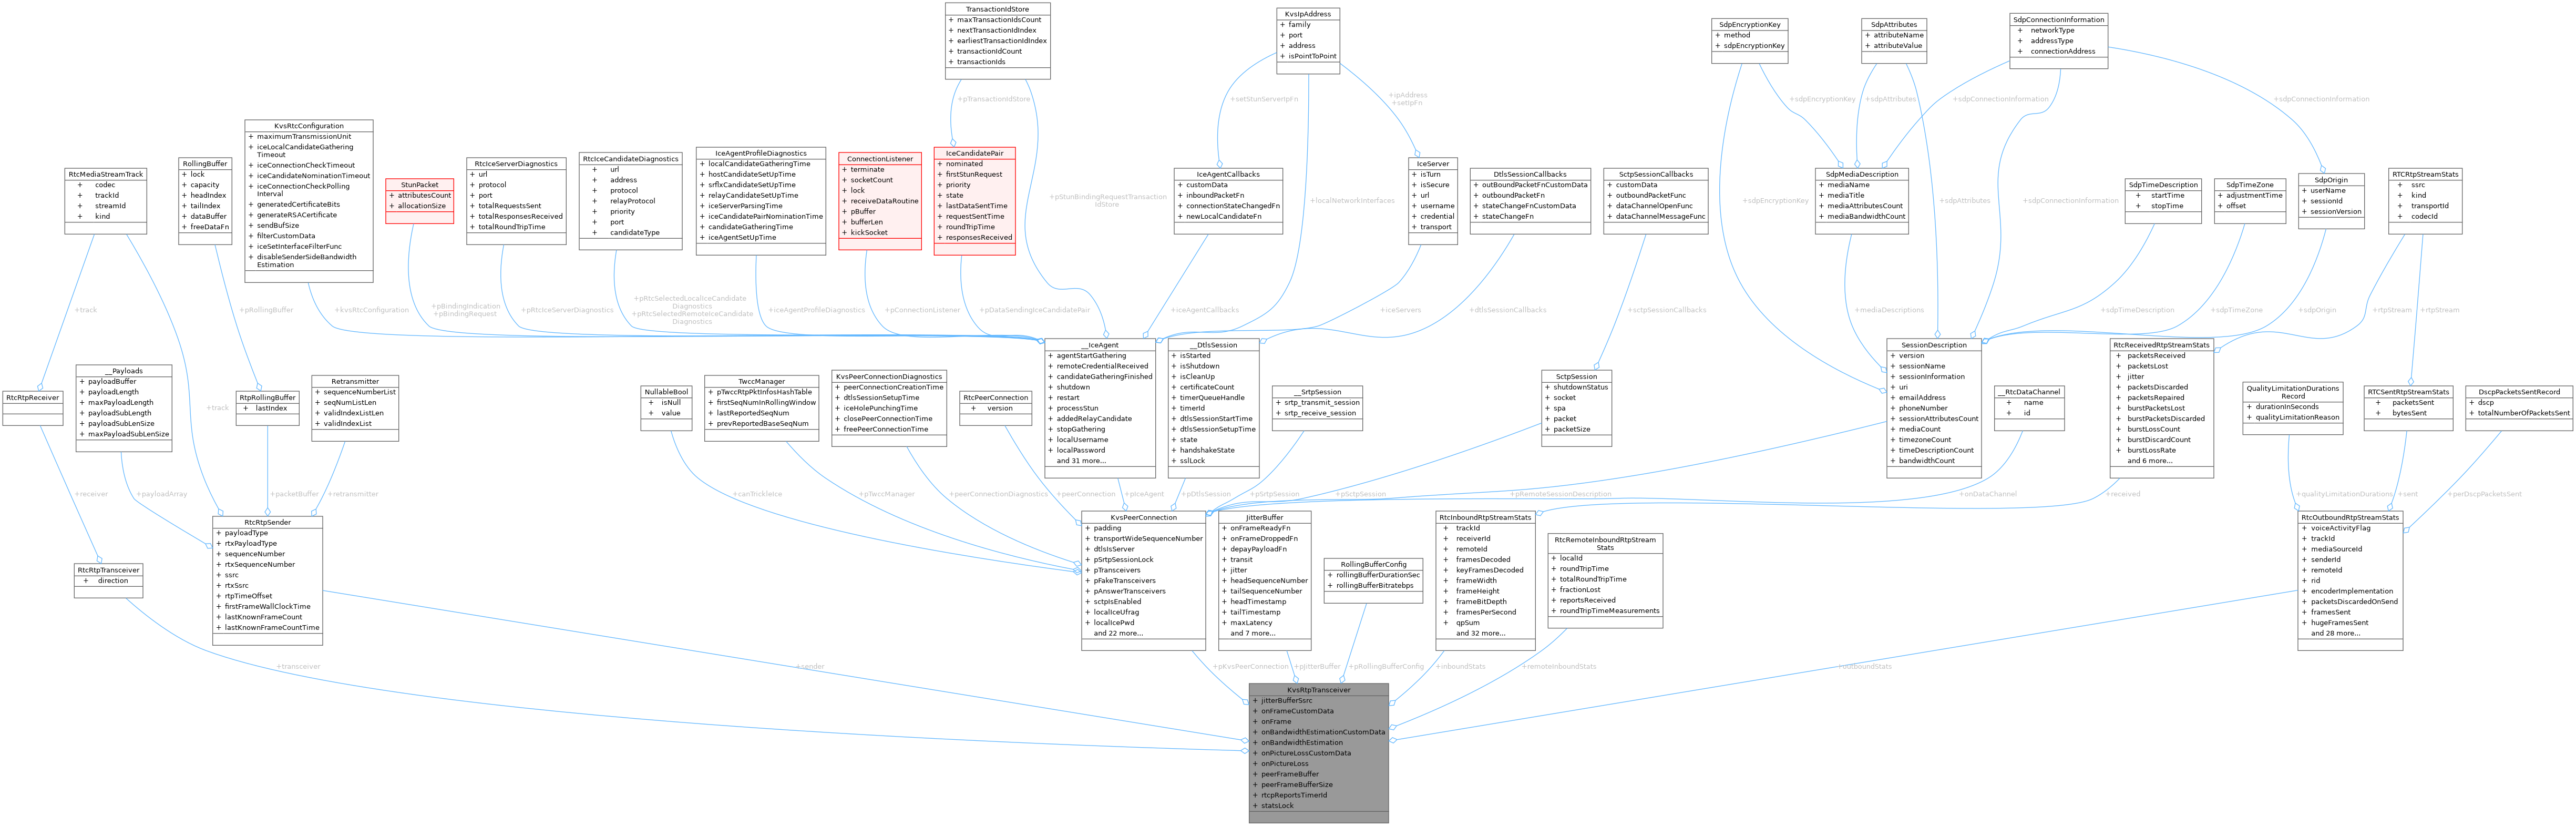 TransactionIdStore
+ maxTransactionIdsCount
+ nextTransactionIdIndex
+ earliestTransactionIdIndex
+ transactionIdCount
+ transactionIds
KvsIpAddress
+ family
+ port
+ address
+ isPointToPoint
SdpEncryptionKey
+ method
+ sdpEncryptionKey
SdpAttributes
+ attributeName
+ attributeValue
SdpConnectionInformation
+ networkType
+ addressType
+ connectionAddress
+pTransactionIdStore
+setStunServerIpFn
+ipAddress
+setIpFn
+sdpEncryptionKey
+sdpAttributes
+sdpConnectionInformation
+sdpConnectionInformation
RtcMediaStreamTrack
+ codec
+ trackId
+ streamId
+ kind
RollingBuffer
+ lock
+ capacity
+ headIndex
+ tailIndex
+ dataBuffer
+ freeDataFn
KvsRtcConfiguration
+ maximumTransmissionUnit
+ iceLocalCandidateGathering
Timeout
+ iceConnectionCheckTimeout
+ iceCandidateNominationTimeout
+ iceConnectionCheckPolling
Interval
+ generatedCertificateBits
+ generateRSACertificate
+ sendBufSize
+ filterCustomData
+ iceSetInterfaceFilterFunc
+ disableSenderSideBandwidth
Estimation
StunPacket
+ attributesCount
+ allocationSize
RtcIceServerDiagnostics
+ url
+ protocol
+ port
+ totalRequestsSent
+ totalResponsesReceived
+ totalRoundTripTime
RtcIceCandidateDiagnostics
+ url
+ address
+ protocol
+ relayProtocol
+ priority
+ port
+ candidateType
IceAgentProfileDiagnostics
+ localCandidateGatheringTime
+ hostCandidateSetUpTime
+ srflxCandidateSetUpTime
+ relayCandidateSetUpTime
+ iceServerParsingTime
+ iceCandidatePairNominationTime
+ candidateGatheringTime
+ iceAgentSetUpTime
ConnectionListener
+ terminate
+ socketCount
+ lock
+ receiveDataRoutine
+ pBuffer
+ bufferLen
+ kickSocket
IceCandidatePair
+ nominated
+ firstStunRequest
+ priority
+ state
+ lastDataSentTime
+ requestSentTime
+ roundTripTime
+ responsesReceived
+pStunBindingRequestTransaction
IdStore
IceAgentCallbacks
+ customData
+ inboundPacketFn
+ connectionStateChangedFn
+ newLocalCandidateFn
+localNetworkInterfaces
IceServer
+ isTurn
+ isSecure
+ url
+ username
+ credential
+ transport
DtlsSessionCallbacks
+ outBoundPacketFnCustomData
+ outboundPacketFn
+ stateChangeFnCustomData
+ stateChangeFn
SctpSessionCallbacks
+ customData
+ outboundPacketFunc
+ dataChannelOpenFunc
+ dataChannelMessageFunc
+sdpEncryptionKey
SdpMediaDescription
+ mediaName
+ mediaTitle
+ mediaAttributesCount
+ mediaBandwidthCount
+sdpAttributes
+sdpConnectionInformation
SdpTimeDescription
+ startTime
+ stopTime
SdpTimeZone
+ adjustmentTime
+ offset
SdpOrigin
+ userName
+ sessionId
+ sessionVersion
RTCRtpStreamStats
+ ssrc
+ kind
+ transportId
+ codecId
+track
+pRollingBuffer
+kvsRtcConfiguration
+pBindingIndication
+pBindingRequest
+pRtcIceServerDiagnostics
+pRtcSelectedLocalIceCandidate
Diagnostics
+pRtcSelectedRemoteIceCandidate
Diagnostics
+iceAgentProfileDiagnostics
+pConnectionListener
+pDataSendingIceCandidatePair
+iceAgentCallbacks
+iceServers
+dtlsSessionCallbacks
+sctpSessionCallbacks
+mediaDescriptions
+sdpTimeDescription
+sdpTimeZone
+sdpOrigin
+rtpStream
+rtpStream
RtcRtpReceiver
__Payloads
+ payloadBuffer
+ payloadLength
+ maxPayloadLength
+ payloadSubLength
+ payloadSubLenSize
+ maxPayloadSubLenSize
+track
RtpRollingBuffer
+ lastIndex
Retransmitter
+ sequenceNumberList
+ seqNumListLen
+ validIndexListLen
+ validIndexList
NullableBool
+ isNull
+ value
TwccManager
+ pTwccRtpPktInfosHashTable
+ firstSeqNumInRollingWindow
+ lastReportedSeqNum
+ prevReportedBaseSeqNum
KvsPeerConnectionDiagnostics
+ peerConnectionCreationTime
+ dtlsSessionSetupTime
+ iceHolePunchingTime
+ closePeerConnectionTime
+ freePeerConnectionTime
RtcPeerConnection
+ version
__IceAgent
+ agentStartGathering
+ remoteCredentialReceived
+ candidateGatheringFinished
+ shutdown
+ restart
+ processStun
+ addedRelayCandidate
+ stopGathering
+ localUsername
+ localPassword
and 31 more...
__DtlsSession
+ isStarted
+ isShutdown
+ isCleanUp
+ certificateCount
+ timerQueueHandle
+ timerId
+ dtlsSessionStartTime
+ dtlsSessionSetupTime
+ state
+ handshakeState
+ sslLock
__SrtpSession
+ srtp_transmit_session
+ srtp_receive_session
SctpSession
+ shutdownStatus
+ socket
+ spa
+ packet
+ packetSize
SessionDescription
+ version
+ sessionName
+ sessionInformation
+ uri
+ emailAddress
+ phoneNumber
+ sessionAttributesCount
+ mediaCount
+ timezoneCount
+ timeDescriptionCount
+ bandwidthCount
__RtcDataChannel
+ name
+ id
RtcReceivedRtpStreamStats
+ packetsReceived
+ packetsLost
+ jitter
+ packetsDiscarded
+ packetsRepaired
+ burstPacketsLost
+ burstPacketsDiscarded
+ burstLossCount
+ burstDiscardCount
+ burstLossRate
and 6 more...
QualityLimitationDurations
Record
+ durationInSeconds
+ qualityLimitationReason
RTCSentRtpStreamStats
+ packetsSent
+ bytesSent
DscpPacketsSentRecord
+ dscp
+ totalNumberOfPacketsSent
+receiver
+payloadArray
+packetBuffer
+retransmitter
+canTrickleIce
+pTwccManager
+peerConnectionDiagnostics
+peerConnection
+pIceAgent
+pDtlsSession
+pSrtpSession
+pSctpSession
+pRemoteSessionDescription
+onDataChannel
+received
+qualityLimitationDurations
+sent
+perDscpPacketsSent
RtcRtpTransceiver
+ direction
RtcRtpSender
+ payloadType
+ rtxPayloadType
+ sequenceNumber
+ rtxSequenceNumber
+ ssrc
+ rtxSsrc
+ rtpTimeOffset
+ firstFrameWallClockTime
+ lastKnownFrameCount
+ lastKnownFrameCountTime
KvsPeerConnection
+ padding
+ transportWideSequenceNumber
+ dtlsIsServer
+ pSrtpSessionLock
+ pTransceivers
+ pFakeTransceivers
+ pAnswerTransceivers
+ sctpIsEnabled
+ localIceUfrag
+ localIcePwd
and 22 more...
JitterBuffer
+ onFrameReadyFn
+ onFrameDroppedFn
+ depayPayloadFn
+ transit
+ jitter
+ headSequenceNumber
+ tailSequenceNumber
+ headTimestamp
+ tailTimestamp
+ maxLatency
and 7 more...
RollingBufferConfig
+ rollingBufferDurationSec
+ rollingBufferBitratebps
RtcInboundRtpStreamStats
+ trackId
+ receiverId
+ remoteId
+ framesDecoded
+ keyFramesDecoded
+ frameWidth
+ frameHeight
+ frameBitDepth
+ framesPerSecond
+ qpSum
and 32 more...
RtcRemoteInboundRtpStream
Stats
+ localId
+ roundTripTime
+ totalRoundTripTime
+ fractionLost
+ reportsReceived
+ roundTripTimeMeasurements
RtcOutboundRtpStreamStats
+ voiceActivityFlag
+ trackId
+ mediaSourceId
+ senderId
+ remoteId
+ rid
+ encoderImplementation
+ packetsDiscardedOnSend
+ framesSent
+ hugeFramesSent
and 28 more...
+transceiver
+sender
+pKvsPeerConnection
+pJitterBuffer
+pRollingBufferConfig
+inboundStats
+remoteInboundStats
+outboundStats
KvsRtpTransceiver
+ jitterBufferSsrc
+ onFrameCustomData
+ onFrame
+ onBandwidthEstimationCustomData
+ onBandwidthEstimation
+ onPictureLossCustomData
+ onPictureLoss
+ peerFrameBuffer
+ peerFrameBufferSize
+ rtcpReportsTimerId
+ statsLock